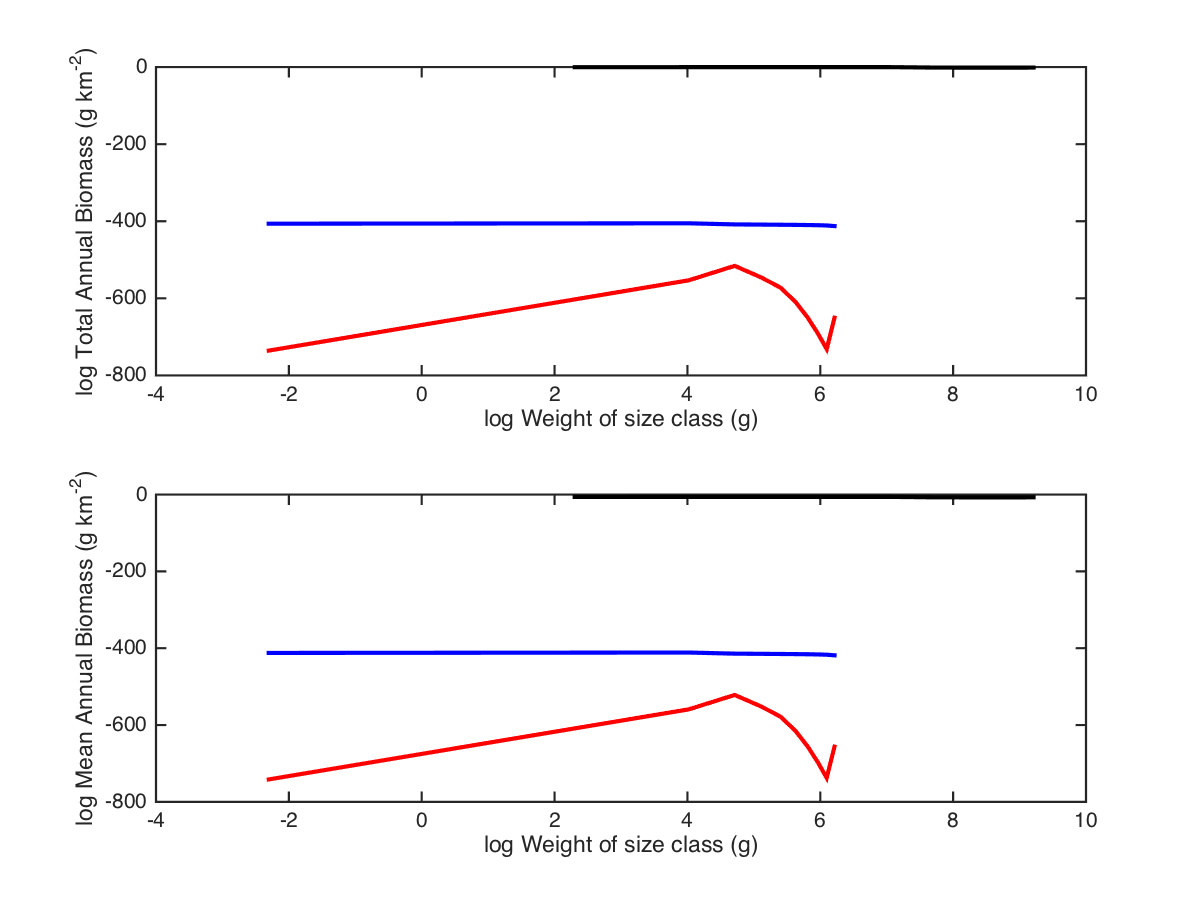 log Total Annual Biomass (g km-2)
0
-200
-400
-600
-800
-4 -2 0 2 4 6 8 10
log Weight of size class (g)
log Mean Annual Biomass (g km-2)
0
-200
-400
-600
-800
-4 -2 0 2 4 6 8 10
log Weight of size class (g)